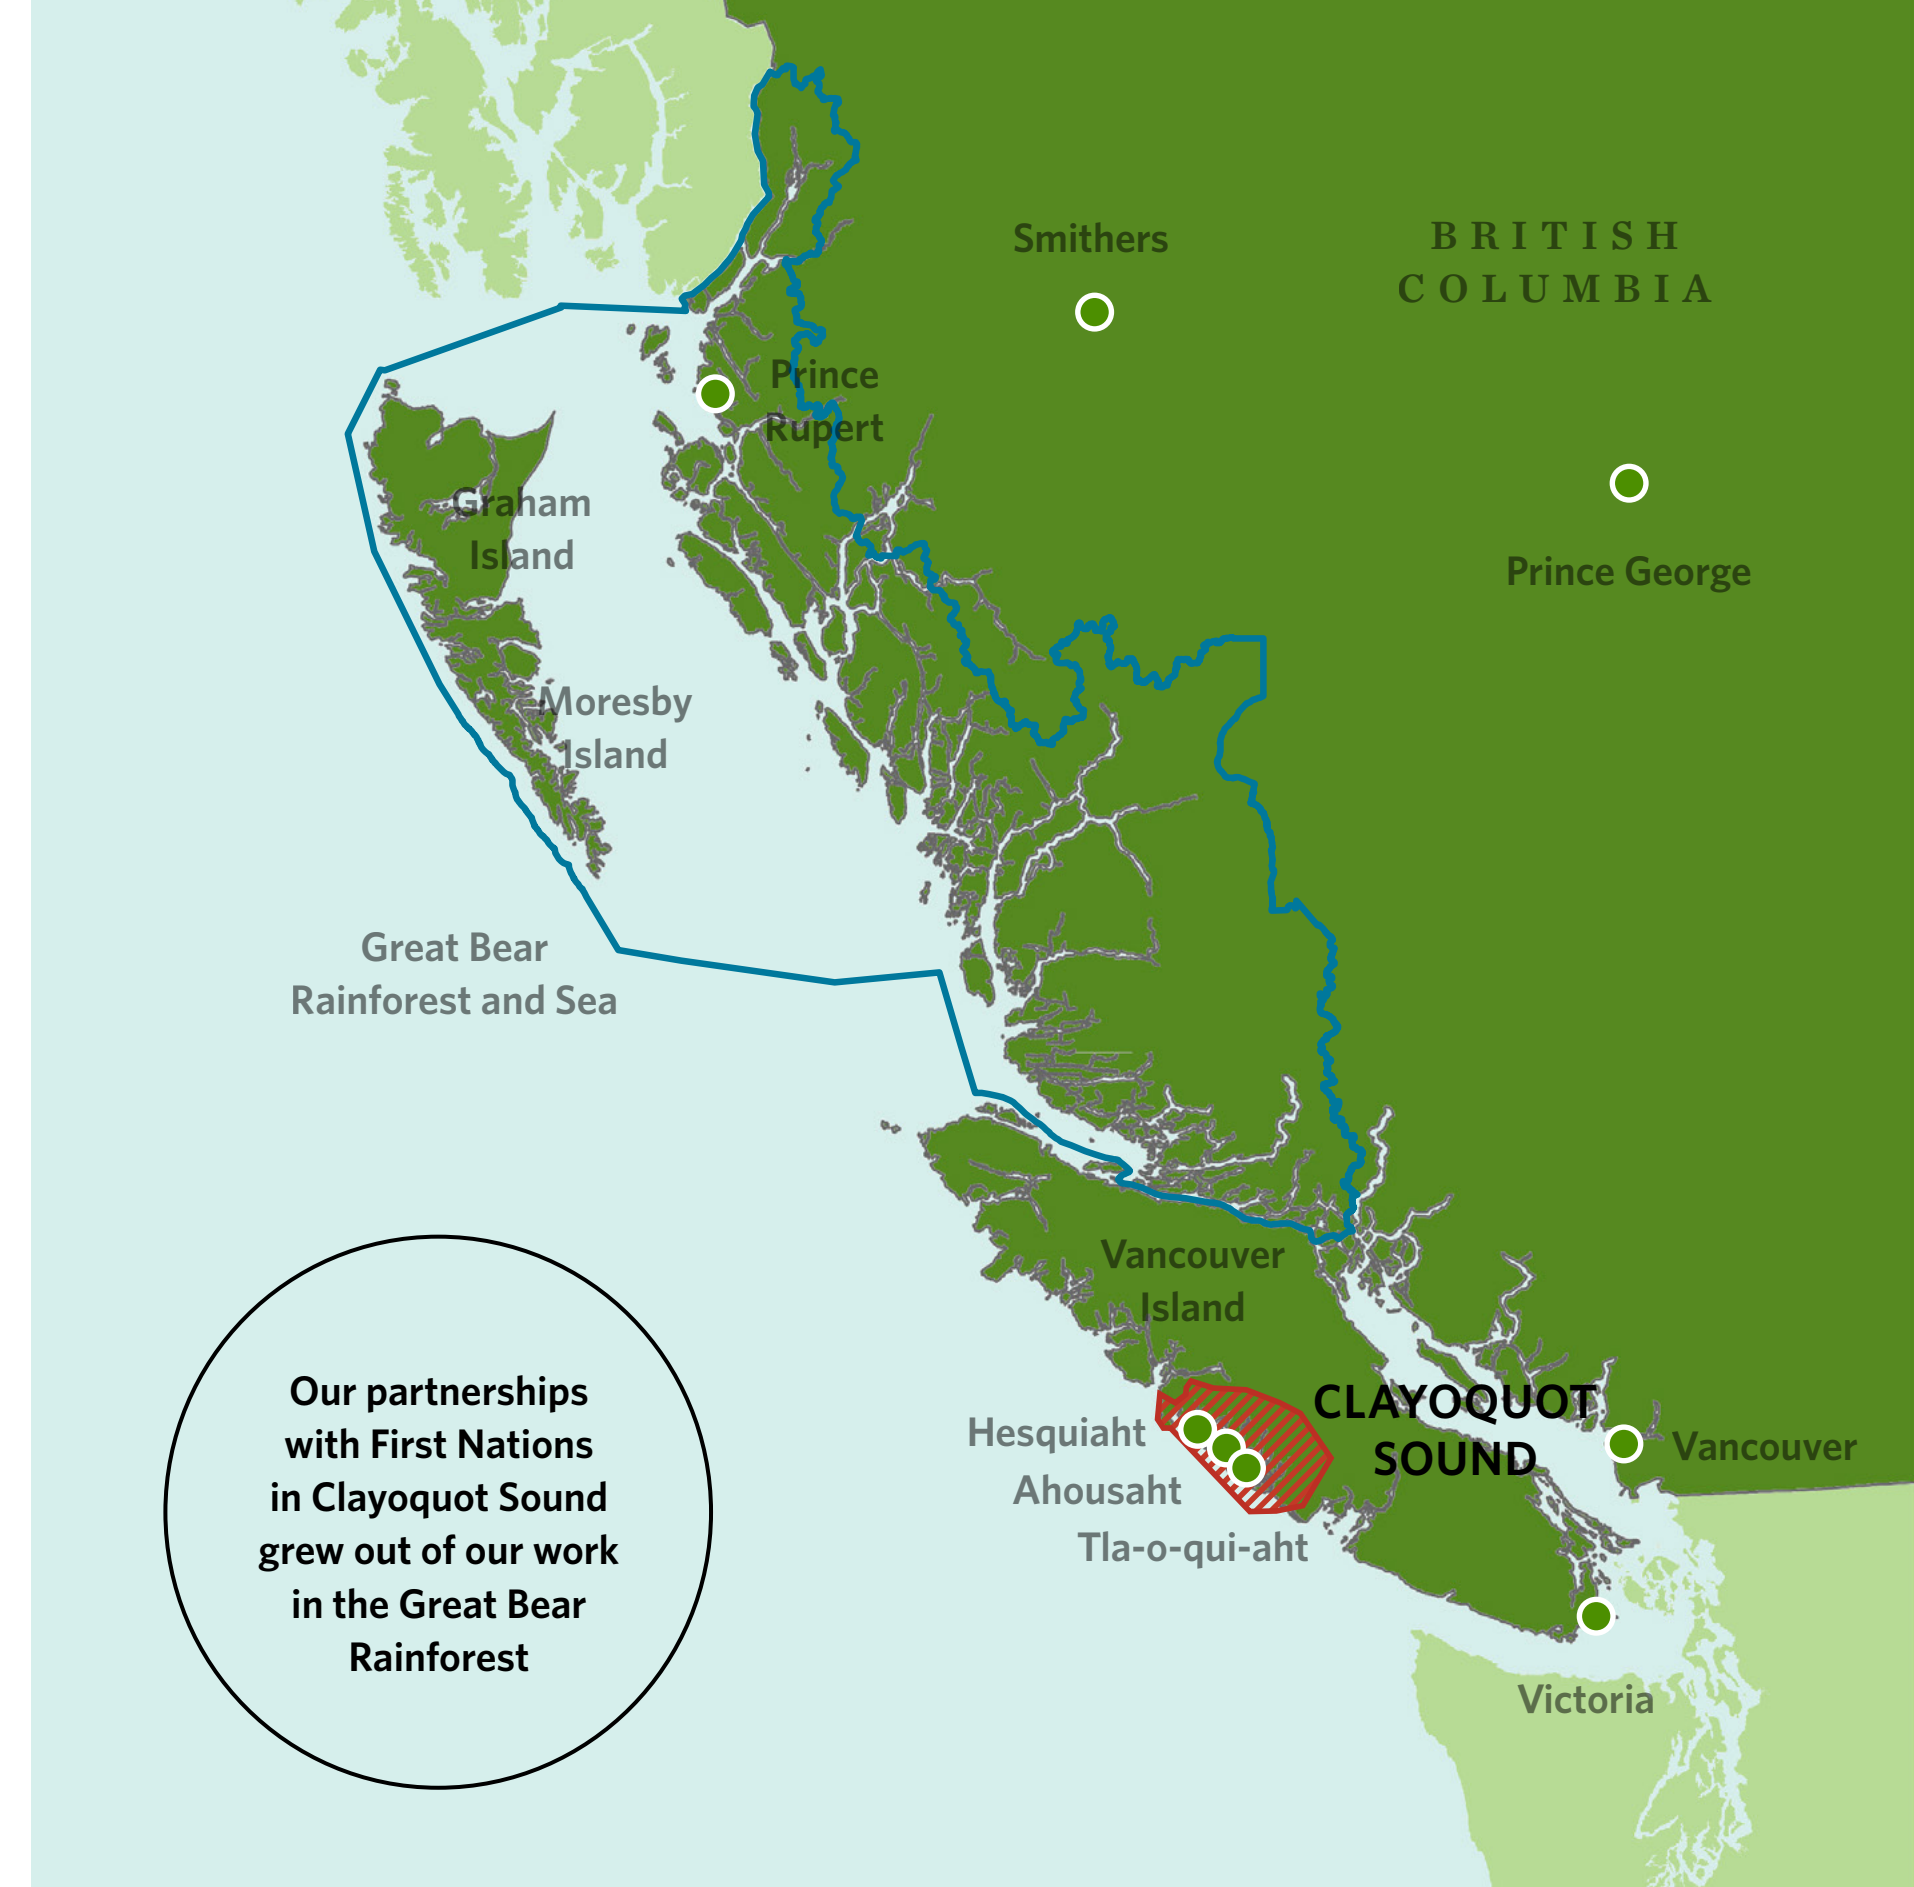 Smithers
BRITISH
COLUMBIA
Prince
Rupert
Graham
Island
Prince George
Moresby
Island
Great Bear
Rainforest and Sea
Vancouver
Island
CLAYOQUOT
SOUND
Hesquiaht
Ahousaht
Tla-o-qui-aht
Vancouver
Victoria
Our partnerships
with First Nations
in Clayoquot Sound
grew out of our work
in the Great Bear
Rainforest